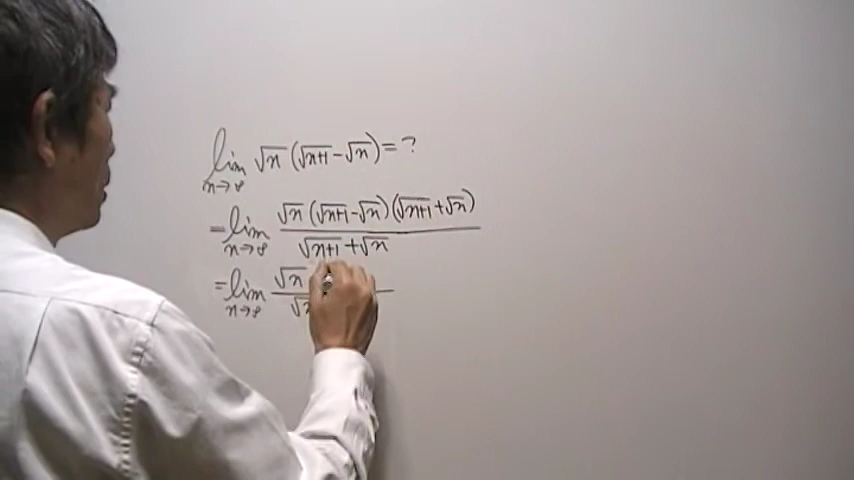 lim n→∞ √n (√n+1 - √n) = ?
= lim n→∞ √n (√n+1 - √n)(√n+1 + √n) / √n+1 + √n
= lim n→∞ √n / √